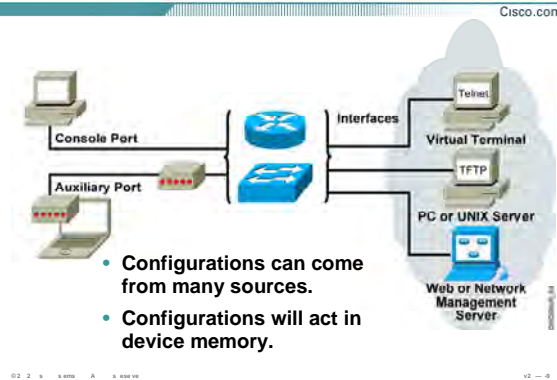 Cisco.com
Console Port
Auxiliary Port
Interfaces
Telnet
Virtual Terminal
TFTP
PC or UNIX Server
Web or Network
Management
Server
• Configurations can come
from many sources.
• Configurations will act in
device memory.